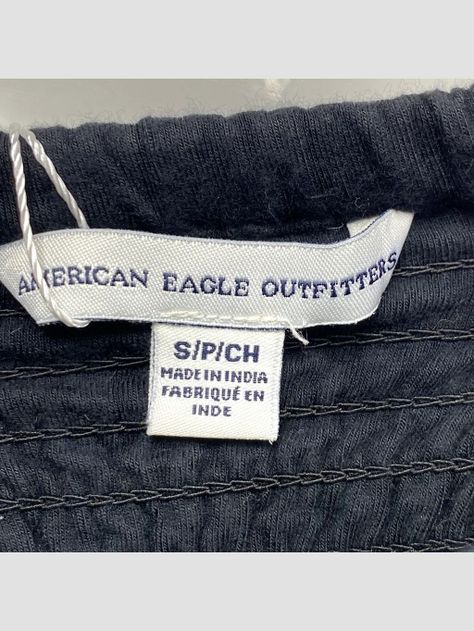 AMERICAN EAGLE OUTFITTERS
S/P/CH
MADE IN INDIA
FABRIQUÉ EN
INDE